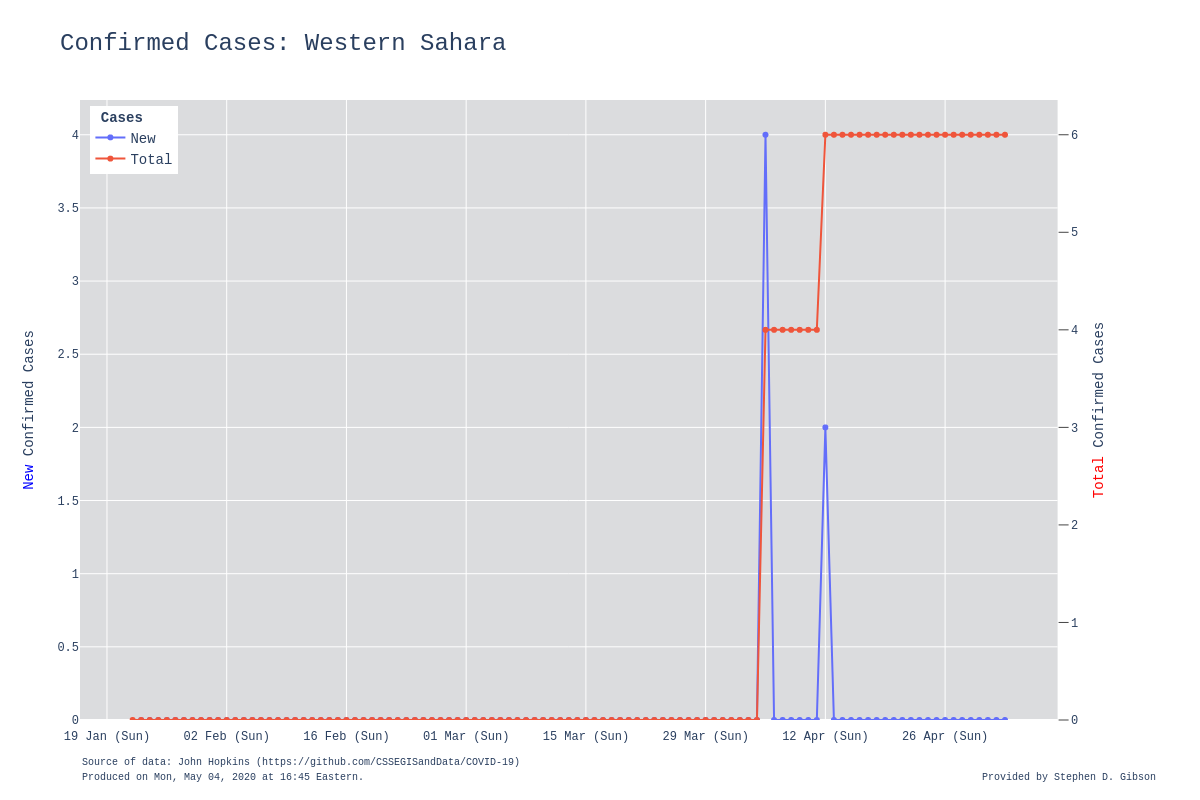 Confirmed Cases: Western Sahara
Cases
New
Total
4
3.5
3
2.5
2
1.5
1
0.5
0
New Confirmed Cases
6
5
4
3
2
1
0
Total Confirmed Cases
19 Jan (Sun) 02 Feb (Sun) 16 Feb (Sun) 01 Mar (Sun) 15 Mar (Sun) 29 Mar (Sun) 12 Apr (Sun) 26 Apr (Sun)
Source of data: John Hopkins (https://github.com/CSSEGISandData/COVID-19)
Produced on Mon, May 04, 2020 at 16:45 Eastern.
Provided by Stephen D. Gibson